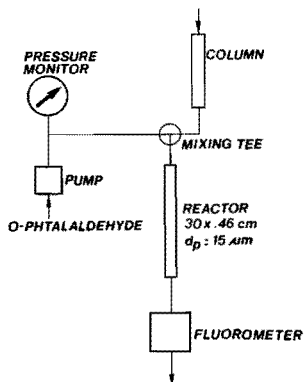 PRESSURE
MONITOR
COLUMN
MIXING TEE
PUMP
O-PHTALALDEHYDE
REACTOR
30 x .46 cm
dp : 15 µm
FLUOROMETER